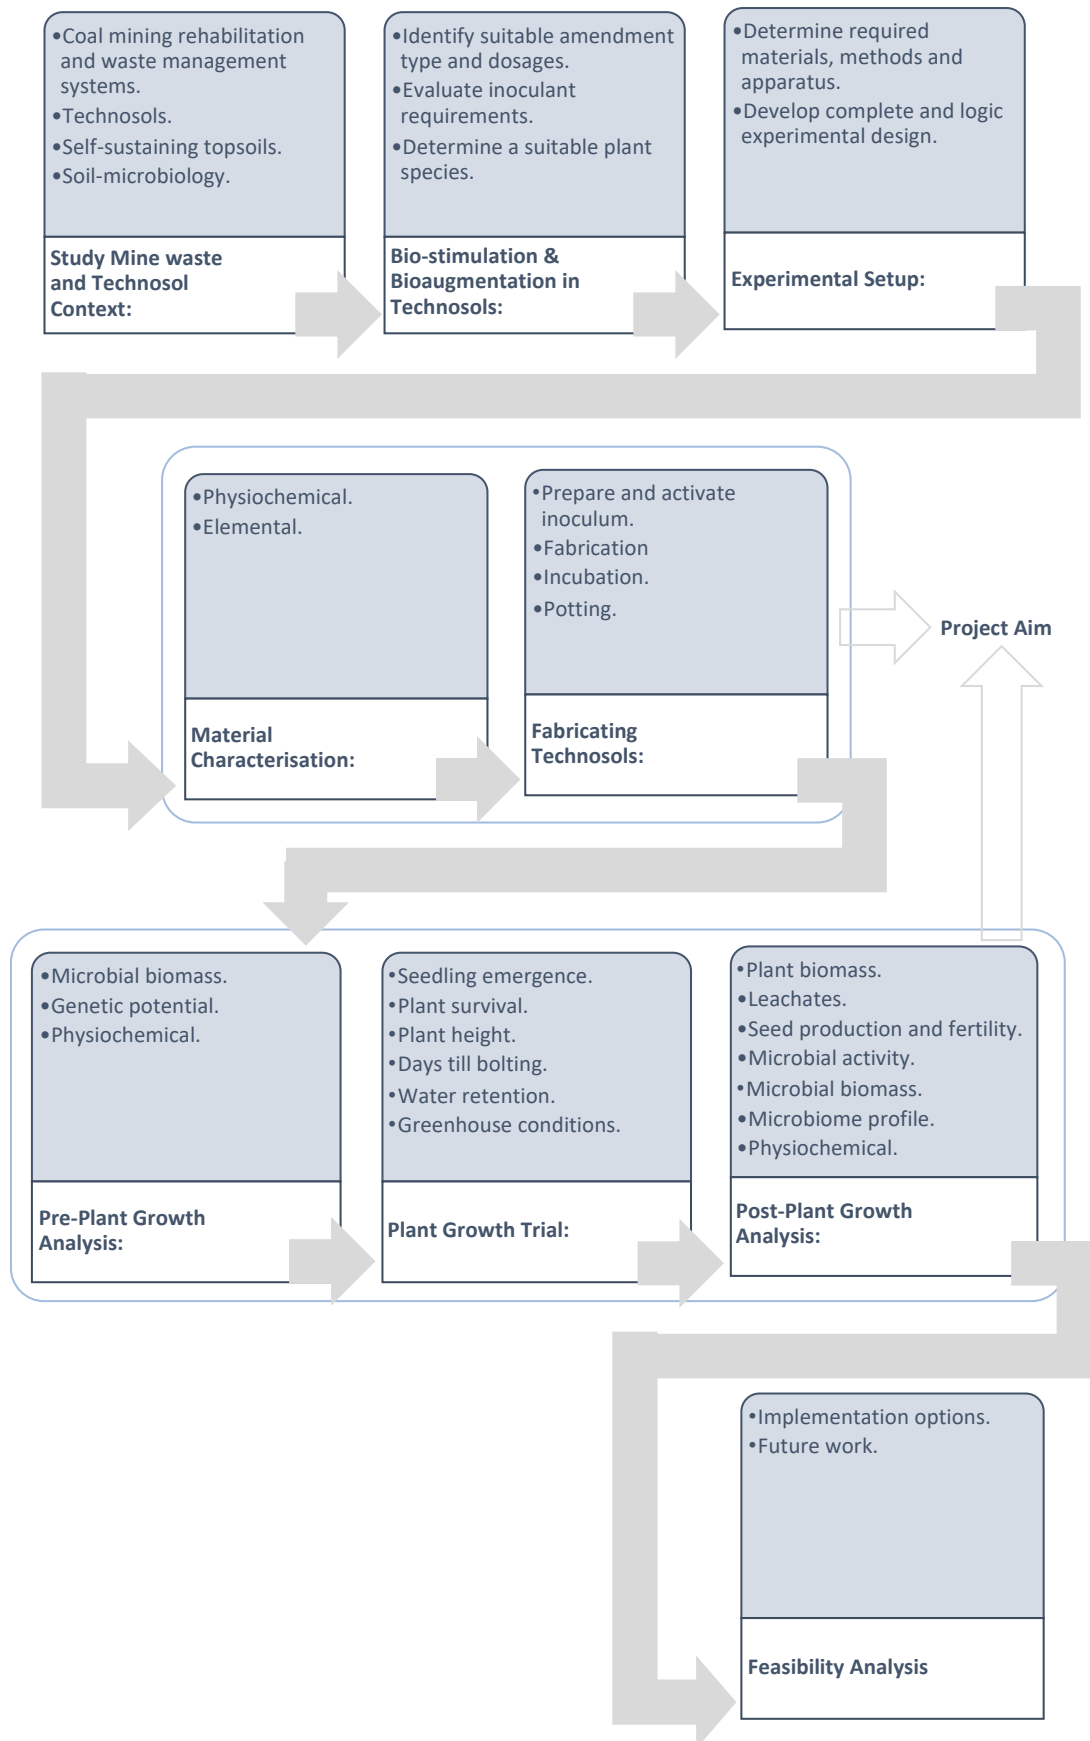 •Coal mining rehabilitation
and waste management
systems.
•Technosols.
•Self-sustaining topsoils.
•Soil-microbiology.
Study Mine waste
and Technosol
Context:
•Identify suitable amendment
type and dosages.
•Evaluate inoculant
requirements.
•Determine a suitable plant
species.
Bio-stimulation &
Bioaugmentation in
Technosols:
•Determine required
materials, methods and
apparatus.
•Develop complete and logic
experimental design.
Experimental Setup:
•Physiochemical.
•Elemental.
Material
Characterisation:
•Prepare and activate
inoculum.
•Fabrication
•Incubation.
•Potting.
Fabricating
Technosols:
Project Aim
•Microbial biomass.
•Genetic potential.
•Physiochemical.
Pre-Plant Growth
Analysis:
•Seedling emergence.
•Plant survival.
•Plant height.
•Days till bolting.
•Water retention.
•Greenhouse conditions.
Plant Growth Trial:
•Plant biomass.
•Leachates.
•Seed production and fertility.
•Microbial activity.
•Microbial biomass.
•Microbiome profile.
•Physiochemical.
Post-Plant Growth
Analysis:
•Implementation options.
•Future work.
Feasibility Analysis